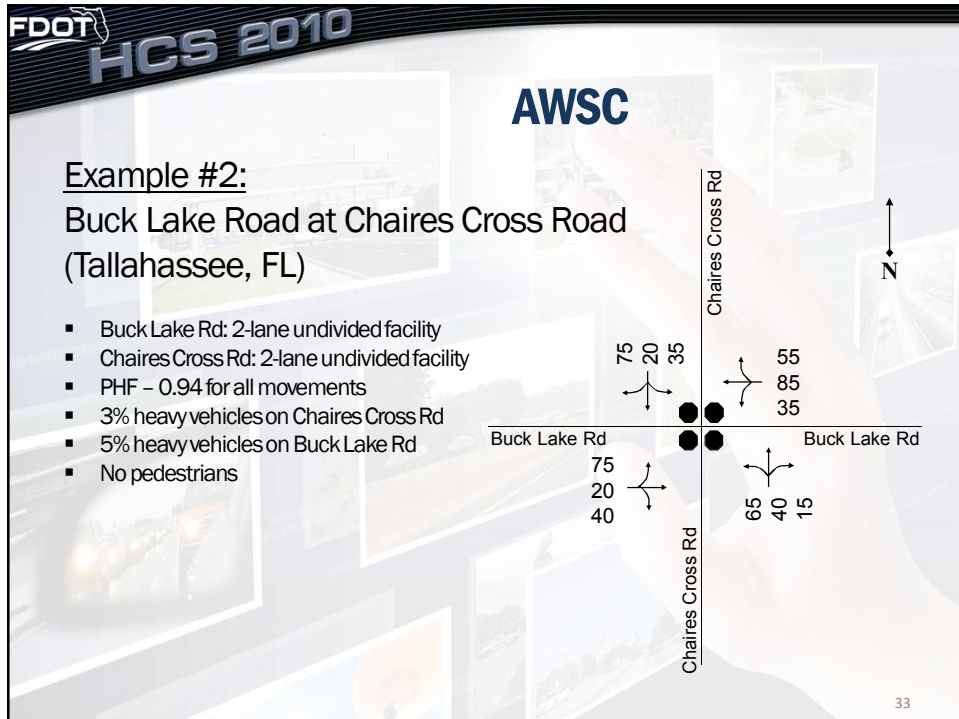 FDOT
HCS 2010
AWSC
Example #2:
Buck Lake Road at Chaires Cross Road
(Tallahassee, FL)
▪ Buck Lake Rd: 2-lane undivided facility
▪ Chaires Cross Rd: 2-lane undivided facility
▪ PHF – 0.94 for all movements
▪ 3% heavy vehicles on Chaires Cross Rd
▪ 5% heavy vehicles on Buck Lake Rd
▪ No pedestrians
Chaires Cross Rd
N
75
20
35
55
85
35
Buck Lake Rd
Buck Lake Rd
75
20
40
65
40
15
Chaires Cross Rd
33